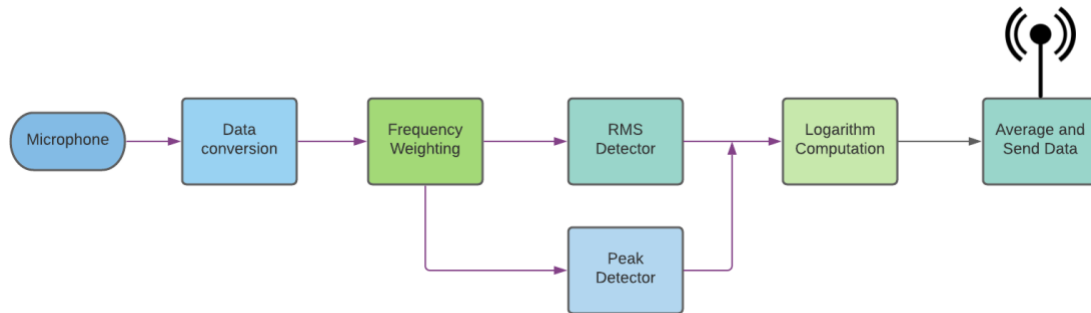 Microphone
Data
conversion
Frequency
Weighting
RMS
Detector
Logarithm
Computation
Average and
Send Data
Peak
Detector